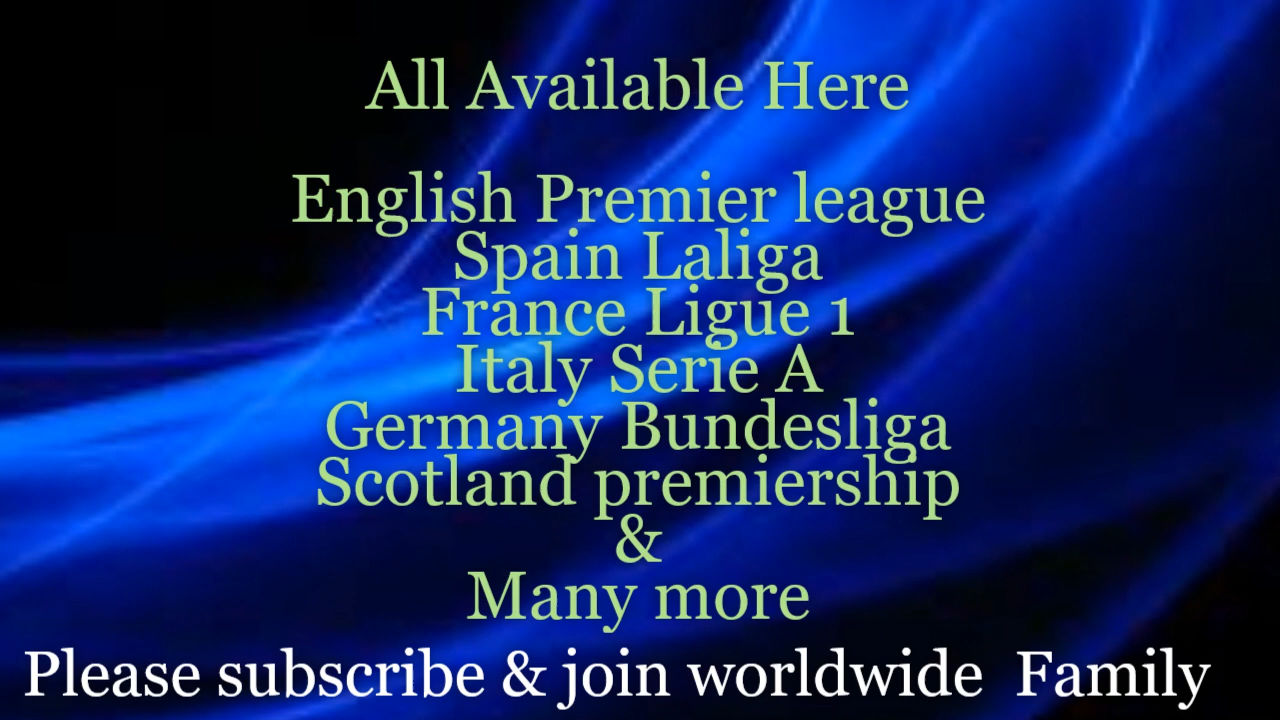 All Available Here
English Premier league
Spain Laliga
France Ligue 1
Italy Serie A
Germany Bundesliga
Scotland premiership
&
Many more
Please subscribe & join worldwide Family